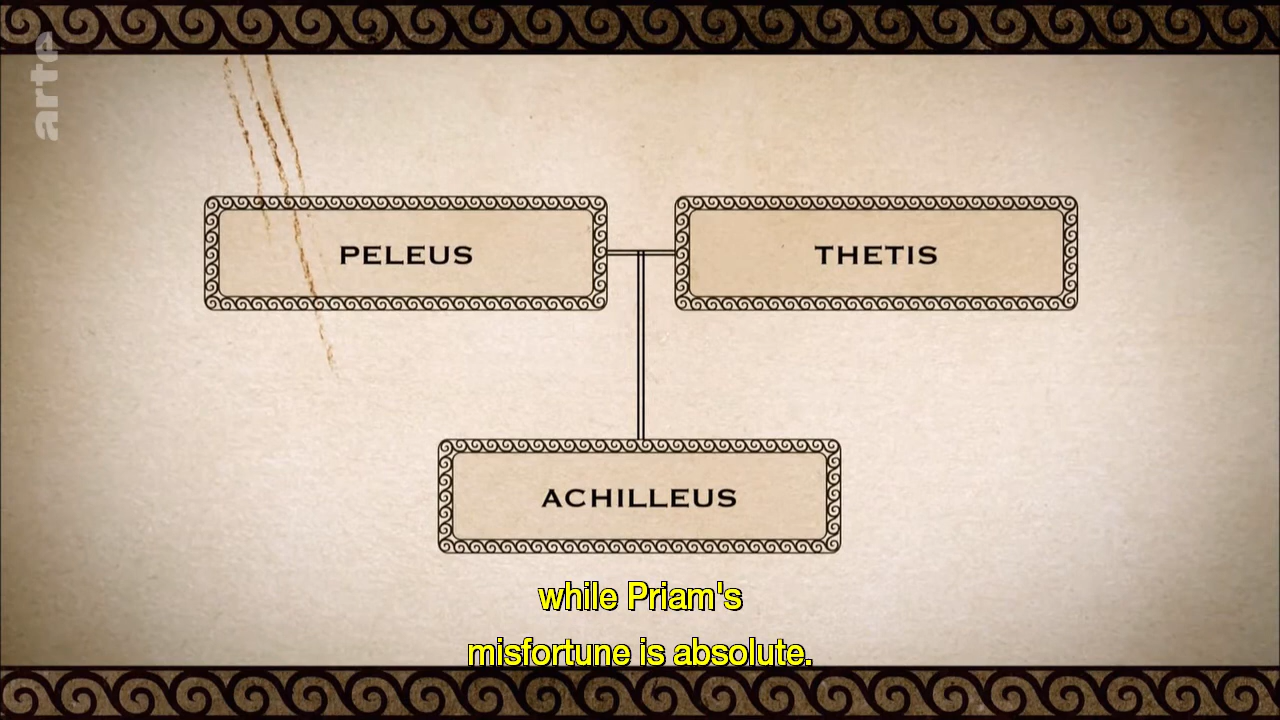 arte
PELEUS
THETIS
ACHILLEUS
while Priam's
misfortune is absolute.